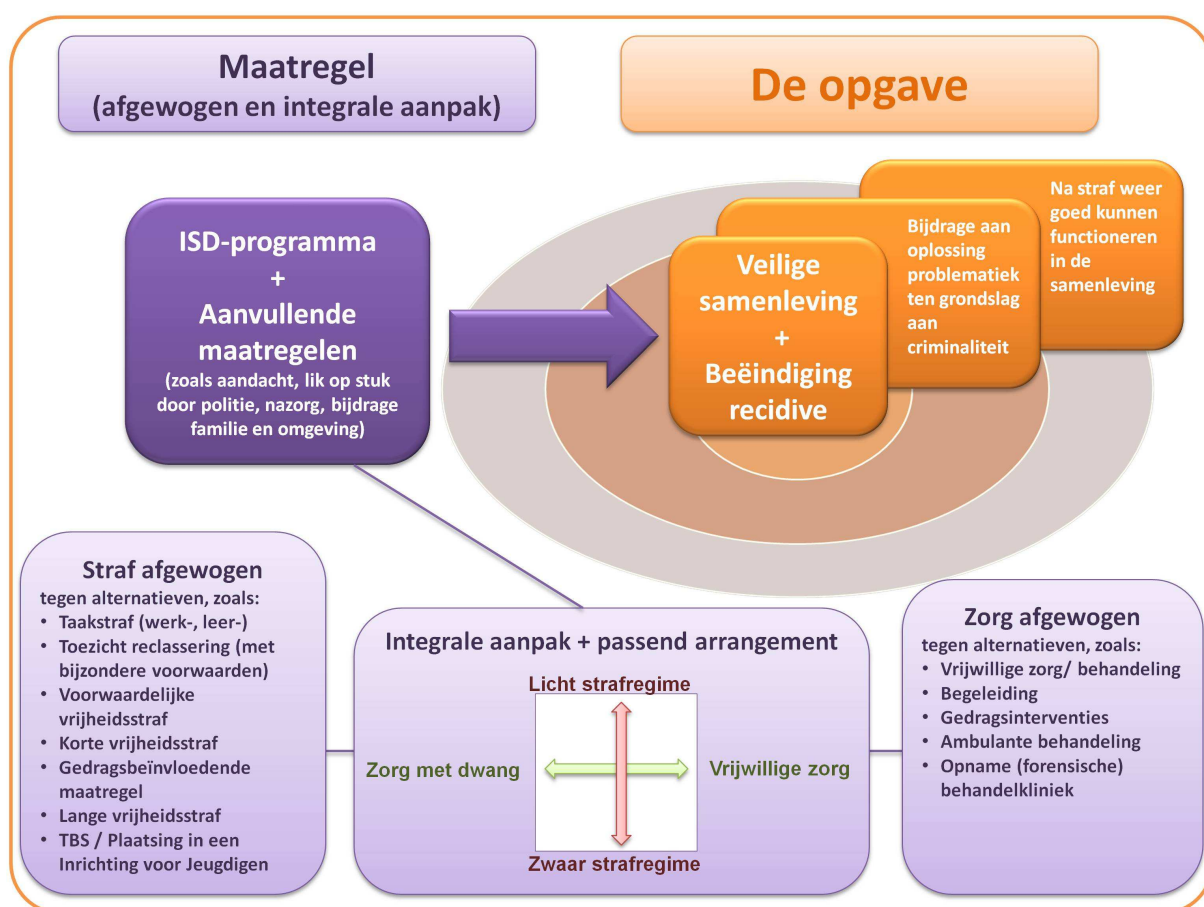 Maatregel
(afgewogen en integrale aanpak)
De opgave
ISD-programma
+
Aanvullende
maatregelen
(zoals aandacht, lik op stuk
door politie, nazorg, bijdrage
familie en omgeving)
Veilige
samenleving
+
Beëindiging
recidive
Bijdrage aan
oplossing
problematiek
ten grondslag
aan
criminaliteit
Na straf weer
goed kunnen
functioneren
in de
samenleving
Straf afgewogen
tegen alternatieven, zoals:
• Taakstraf (werk-, leer-)
• Toezicht reclassering (met
bijzondere voorwaarden)
• Voorwaardelijke
vrijheidsstraf
• Korte vrijheidsstraf
• Gedragsbeïnvloedende
maatregel
• Lange vrijheidsstraf
• TBS / Plaatsing in een
Inrichting voor Jeugdigen
Integrale aanpak + passend arrangement
Licht strafregime
Zorg met dwang
Vrijwillige zorg
Zwaar strafregime
Zorg afgewogen
tegen alternatieven, zoals:
• Vrijwillige zorg/ behandeling
• Begeleiding
• Gedragsinterventies
• Ambulante behandeling
• Opname (forensische)
behandelkliniek